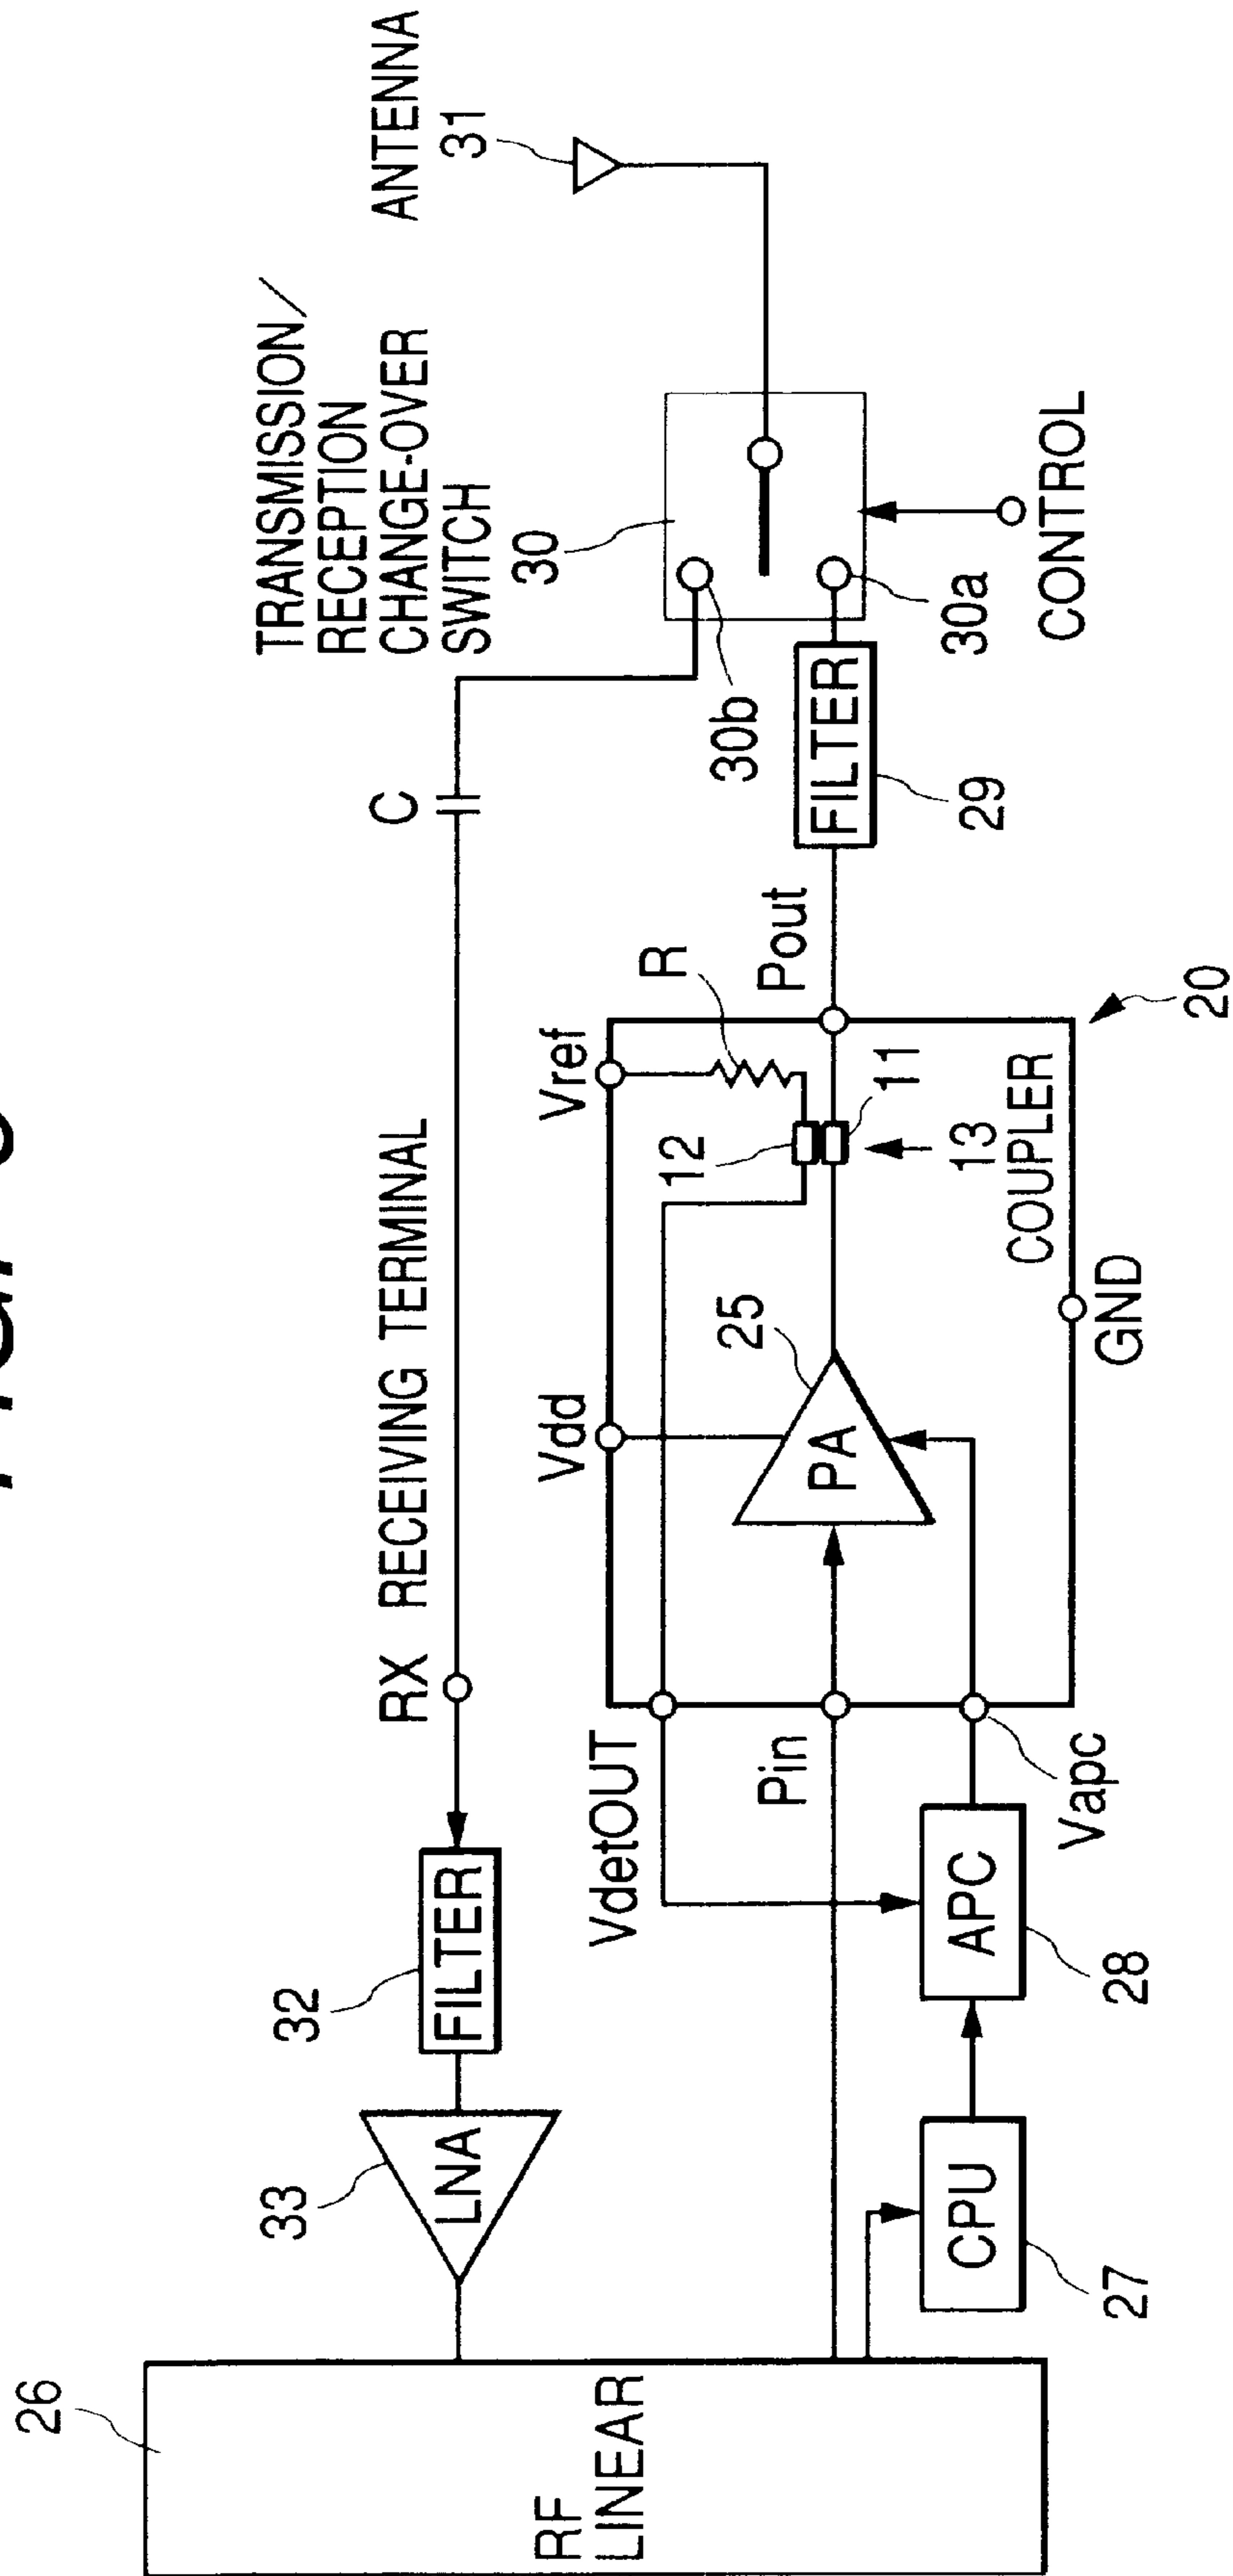 26
RF
LINEAR
33
LNA
32
FILTER
RX RECEIVING TERMINAL
C
TRANSMISSION/
RECEPTION
CHANGE-OVER
SWITCH
30
ANTENNA
31
30b
30a
CONTROL
FILTER
29
Pout
Vref
R
12
11
13
COUPLER
20
Vdd
25
PA
GND
VdetOUT
Pin
Vapc
APC
28
CPU
27